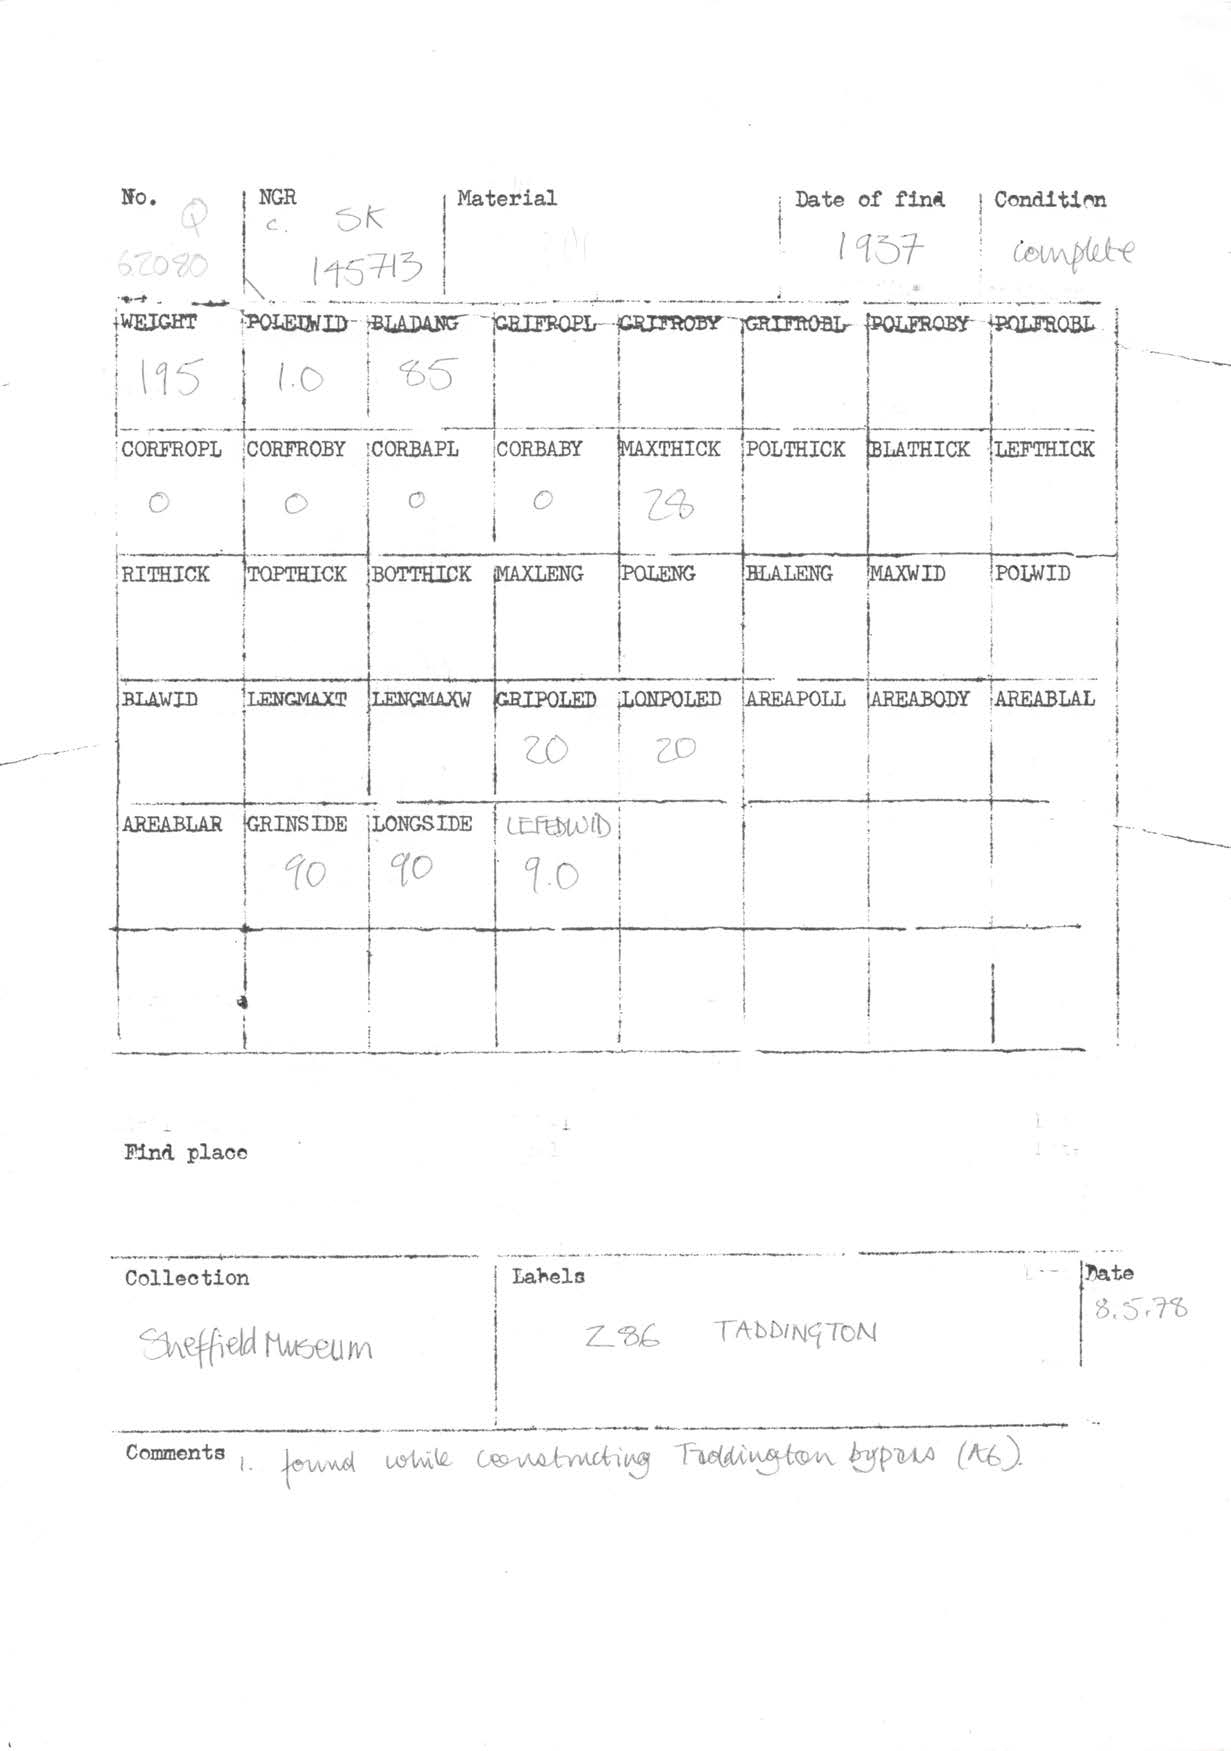 No. NGR Material Date of find Condition
Q c. SK 1937 complete
62080 145713
WEIGHT POLEDWID BLADANG GRIFROPL GRIFROBY GRIFROBL POLFROBY POLFROBL
195 1.0 85
CORFROPL CORFROBY CORBAPL CORBABY MAXTHICK POLTHICK BLATHICK LEFTHICK
0 0 0 0 28
RITHICK TOPTHICK BOTTHICK MAXLENG POLENG BLALENG MAXWID POLWID
BLAWID LENGMAXT LENGMAXW GRIPOLED LONPOLED AREAPOLL AREABODY AREABLAL
20 20
AREABLAR GRINSIDE LONGSIDE LEFEDWID
90 90 9.0
Find place
Collection Labels Date
Sheffield Museum Z86 TADDINGTON 8.5.78
Comments 1. found while coonstructing Taddington bypass (A6).